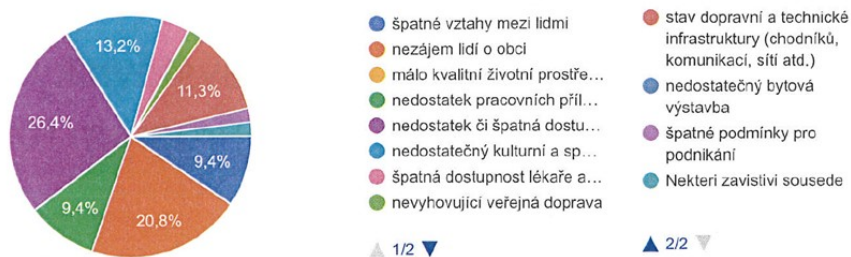 13,2%
11,3%
26,4%
9,4%
9,4%
20,8%
špatné vztahy mezi lidmi
nezájem lidí o obci
málo kvalitní životní prostře...
nedostatek pracovních příl...
nedostatek či špatná dostu...
nedostatečný kulturní a sp...
špatná dostupnost lékaře a...
nevyhovující veřejná doprava
1/2
stav dopravní a technické
infrastruktury (chodníků,
komunikací, sítí atd.)
nedostatečný bytová
výstavba
špatné podmínky pro
podnikání
Nekteri zavistivi sousede
2/2